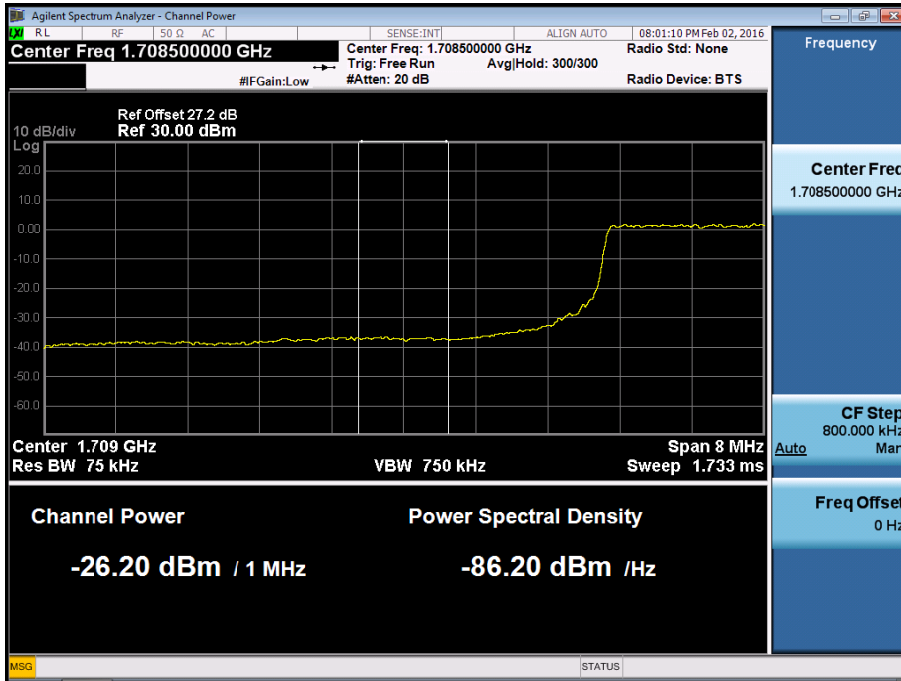 Agilent Spectrum Analyzer - Channel Power
LXI RL RF 50 Ω AC SENSE:INT ALIGN AUTO 08:01:10 PM Feb 02, 2016
Center Freq 1.708500000 GHz
Center Freq: 1.708500000 GHz Radio Std: None
Trig: Free Run Avg|Hold: 300/300
#IFGain:Low #Atten: 20 dB Radio Device: BTS
Ref Offset 27.2 dB
10 dB/div Ref 30.00 dBm
Log
20.0
10.0
0.00
-10.0
-20.0
-30.0
-40.0
-50.0
-60.0
Center 1.709 GHz Span 8 MHz
Res BW 75 kHz VBW 750 kHz Sweep 1.733 ms
Channel Power Power Spectral Density
-26.20 dBm / 1 MHz -86.20 dBm /Hz
MSG STATUS
Frequency
Center Freq
1.708500000 GHz
CF Step
800.000 kHz
Auto Man
Freq Offset
0 Hz